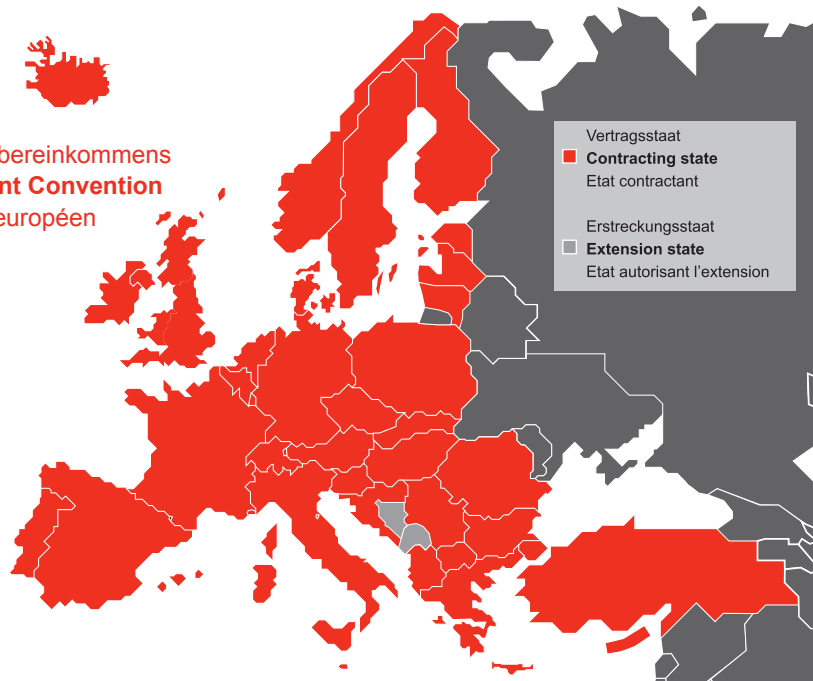 bereinkommens
nt Convention
européen
Vertragsstaat
Contracting state
Etat contractant
Erstreckungsstaat
Extension state
Etat autorisant l’extension